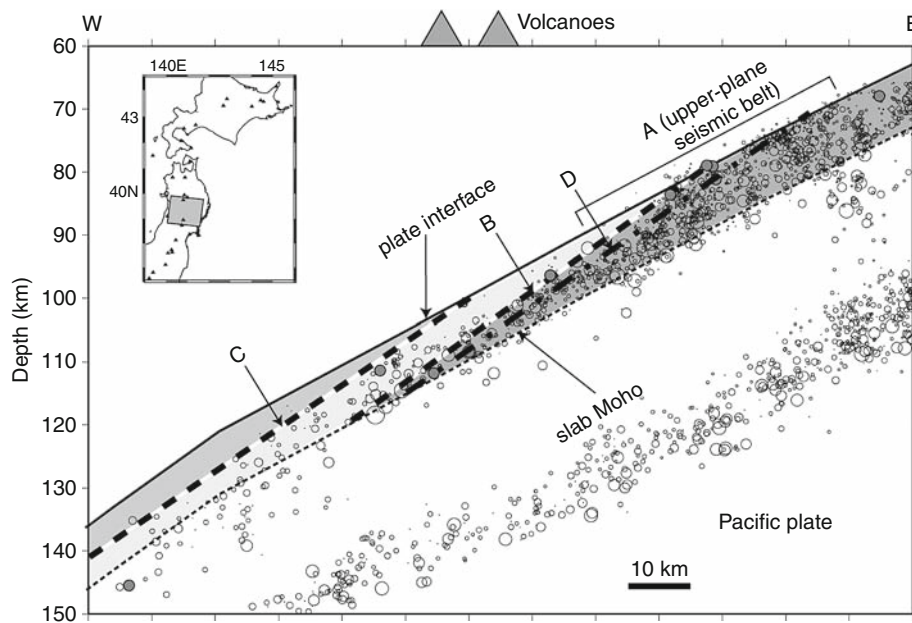 W
Volcanoes
E
60
70
80
90
100
110
120
130
140
150
Depth (km)
140E
145
43
40N
A (upper-plane
seismic belt)
D
plate interface
B
C
slab Moho
Pacific plate
10 km